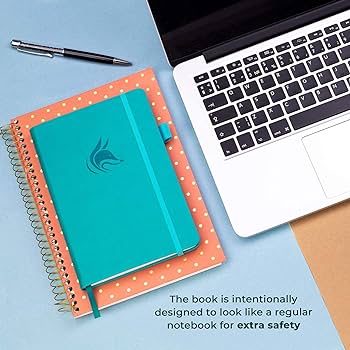 The book is intentionally
designed to look like a regular
notebook for extra safety